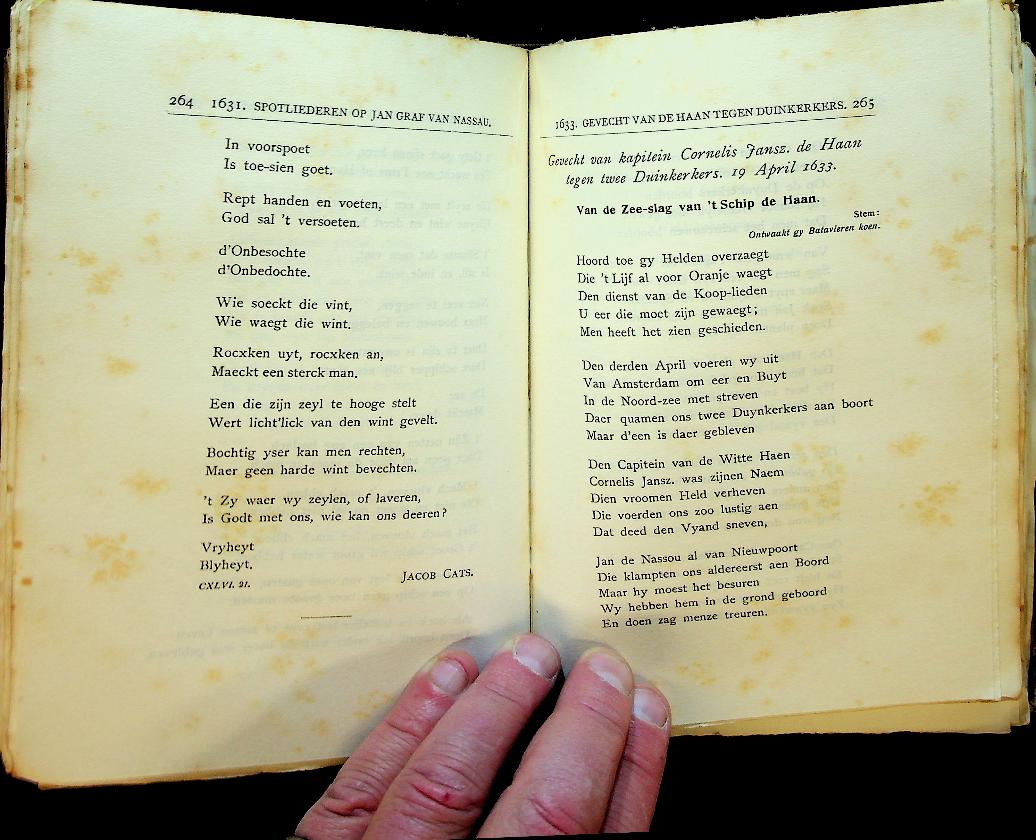 264 1631. SPOTLIEDEREN OP JAN GRAF VAN NASSAU.
In voorspoet
Is toe-sien goet.
Rept handen en voeten,
God sal 't versoeten.
d'Onbesochte
d'Onbedochte.
Wie soeckt die vint,
Wie waegt die wint.
Rocxken uyt, rocxken an,
Maeckt een sterck man.
Een die zijn zeyl te hooge stelt
Wert licht'lick van den wint gevelt.
Bochtig yser kan men rechten,
Maer geen harde wint bevechten.
't Zy waer wy zeylen, of laveren,
Is Godt met ons, wie kan ons deeren?
Vryheyt
Blyheyt.
JACOB CATS.
CXLVI. 21.
1633. GEVECHT VAN DE HAAN TEGEN DUINKERKERS. 265
Gevecht van kapitein Cornelis Jansz. de Haan
tegen twee Duinkerkers. 19 April 1633.
Van de Zee-slag van 't Schip de Haan.
Stem:
Ontwaakt gy Batavieren koen.
Hoord toe gy Helden overzaegt
Die 't Lijf al voor Oranje waegt
Den dienst van de Koop-lieden
U eer die moet zijn gewaegt;
Men heeft het zien geschieden.
Den derden April voeren wy uit
Van Amsterdam om eer en Buyt
In de Noord-zee met streven
Daer quamen ons twee Duynkerkers aan boort
Maar d'een is daer gebleven
Den Capitein van de Witte Haen
Cornelis Jansz. was zijnen Naem
Dien vroomen Held verheven
Die voerden ons zoo lustig aen
Dat deed den Vyand sneven,
Jan de Nassou al van Nieuwpoort
Die klampten ons aldereerst aen Boord
Maar hy moest het besuren
Wy hebben hem in de grond geboord
En doen zag menze treuren.